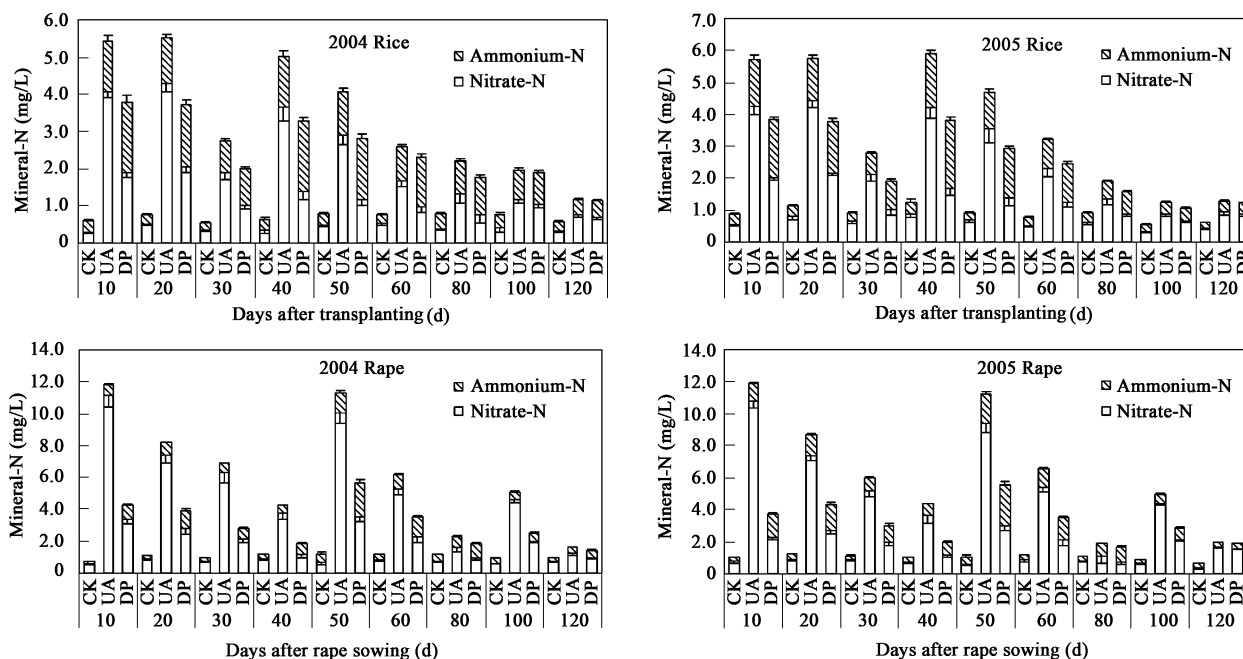 2004 Rice
Ammonium-N
Nitrate-N
Mineral-N (mg/L)
6.0
5.0
4.0
3.0
2.0
1.0
0
CK UA DP CK UA DP CK UA DP CK UA DP CK UA DP CK UA DP CK UA DP CK UA DP CK UA DP
10 20 30 40 50 60 80 100 120
Days after transplanting (d)
2005 Rice
Ammonium-N
Nitrate-N
Mineral-N (mg/L)
7.0
6.0
5.0
4.0
3.0
2.0
1.0
0
CK UA DP CK UA DP CK UA DP CK UA DP CK UA DP CK UA DP CK UA DP CK UA DP CK UA DP
10 20 30 40 50 60 80 100 120
Days after transplanting (d)
2004 Rape
Ammonium-N
Nitrate-N
Mineral-N (mg/L)
14.0
12.0
10.0
8.0
6.0
4.0
2.0
0
CK UA DP CK UA DP CK UA DP CK UA DP CK UA DP CK UA DP CK UA DP CK UA DP CK UA DP
10 20 30 40 50 60 80 100 120
Days after rape sowing (d)
2005 Rape
Ammonium-N
Nitrate-N
Mineral-N (mg/L)
14.0
12.0
10.0
8.0
6.0
4.0
2.0
0
CK UA DP CK UA DP CK UA DP CK UA DP CK UA DP CK UA DP CK UA DP CK UA DP CK UA DP
10 20 30 40 50 60 80 100 120
Days after rape sowing (d)